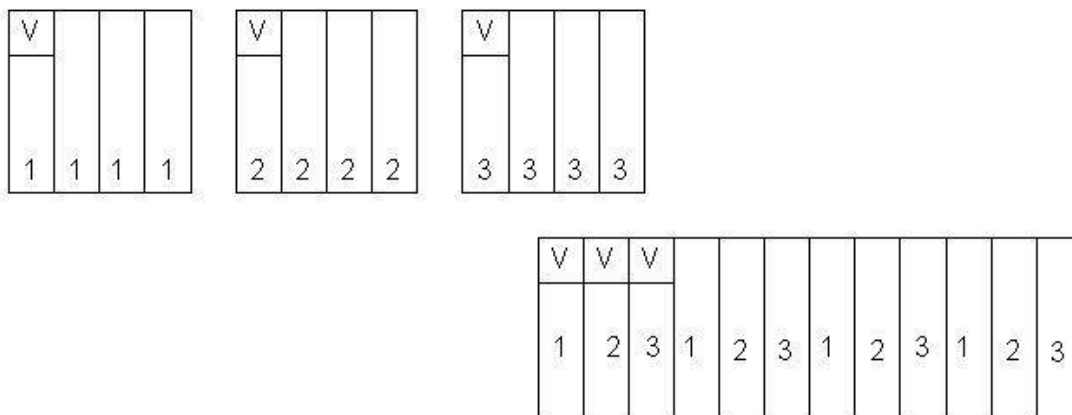 V V V
1 1 1 1 2 2 2 2 3 3 3 3
V V V
1 2 3 1 2 3 1 2 3 1 2 3